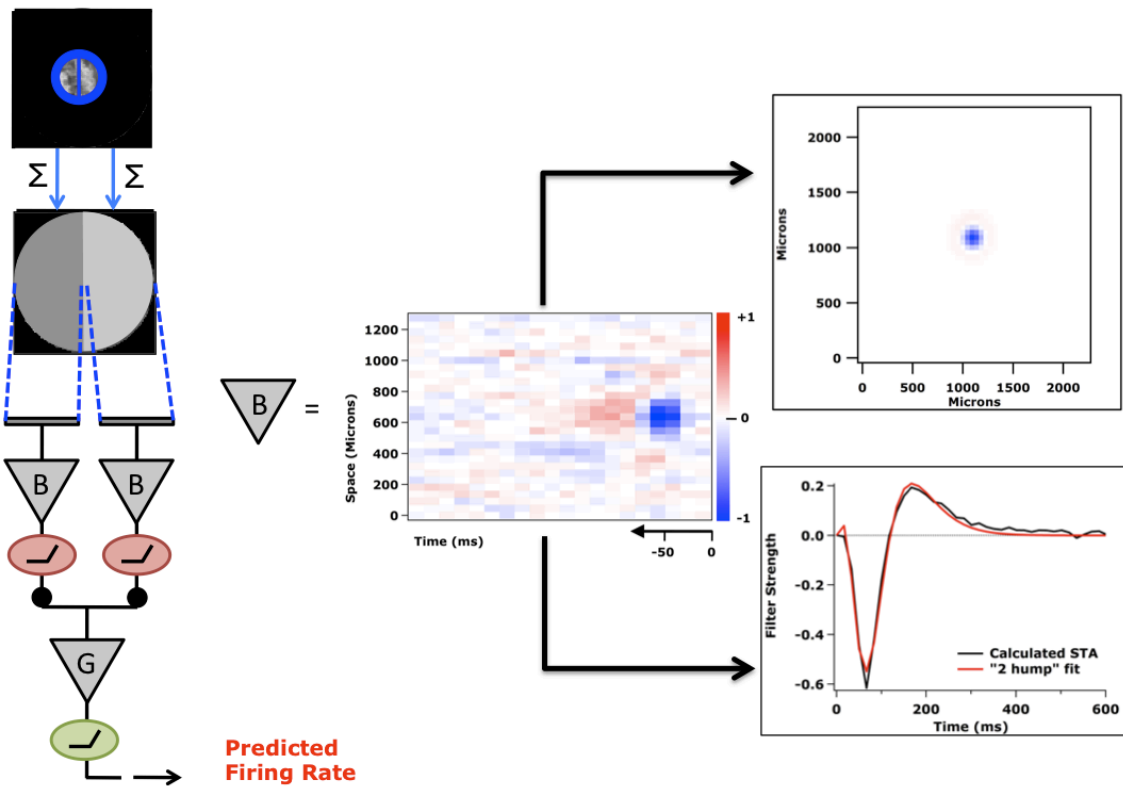 Σ Σ
B B
G
Predicted
Firing Rate
B =
Space (Microns)
1200
1000
800
600
400
200
0
Time (ms)
-50 0
+1
0
-1
Microns
2000
1500
1000
500
0
0 500 1000 1500 2000
Microns
Filter Strength
0.2
0.0
-0.2
-0.4
-0.6
Calculated STA
"2 hump" fit
0 200 400 600
Time (ms)